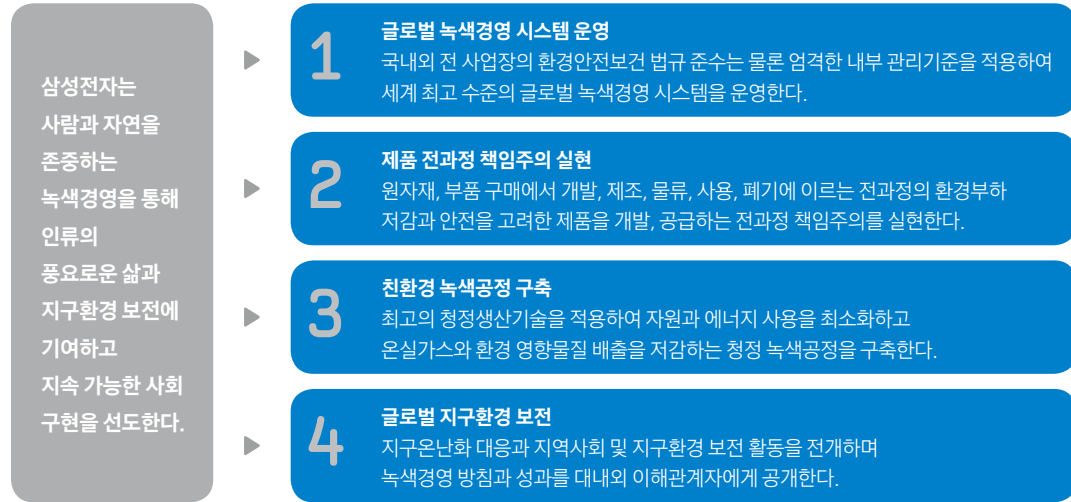 삼성전자는
사람과 자연을
존중하는
녹색경영을 통해
인류의
풍요로운 삶과
지구환경 보전에
기여하고
지속 가능한 사회
구현을 선도한다.
1
글로벌 녹색경영 시스템 운영
국내외 전 사업장의 환경안전보건 법규 준수는 물론 엄격한 내부 관리기준을 적용하여
세계 최고 수준의 글로벌 녹색경영 시스템을 운영한다.
2
제품 전과정 책임주의 실현
원자재, 부품 구매에서 개발, 제조, 물류, 사용, 폐기에 이르는 전과정의 환경부하
저감과 안전을 고려한 제품을 개발, 공급하는 전과정 책임주의를 실현한다.
3
친환경 녹색공정 구축
최고의 청정생산기술을 적용하여 자원과 에너지 사용을 최소화하고
온실가스와 환경 영향물질 배출을 저감하는 청정 녹색공정을 구축한다.
4
글로벌 지구환경 보전
지구온난화 대응과 지역사회 및 지구환경 보전 활동을 전개하며
녹색경영 방침과 성과를 대내외 이해관계자에게 공개한다.